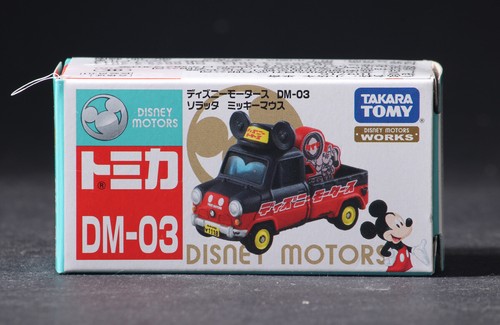 ディズニーモータース DM-03
ソラッタ ミッキーマウス
DISNEY
MOTORS
TAKARA
TOMY
DISNEY MOTORS
WORKS
トミカ
®
DM-03
ディズニーモータース
DISNEY MOTORS